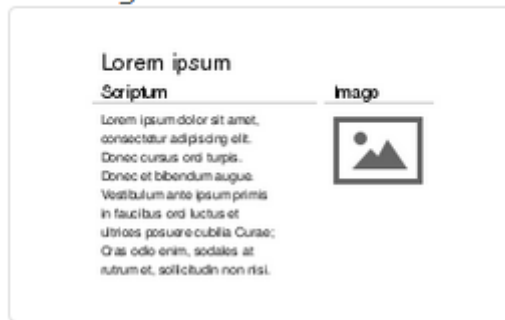 Lorem ipsum
Scriptum
Imago
Lorem ipsum dolor sit amet,
consectetur adipiscing elit.
Donec cursus orci turpis.
Donec et bibendum augue.
Vestibulum ante ipsum primis
in faucibus orci luctus et
ultrices posuere cubilia Curae;
Cras odio enim, sodales at
rutrum et, sollicitudin non nisi.